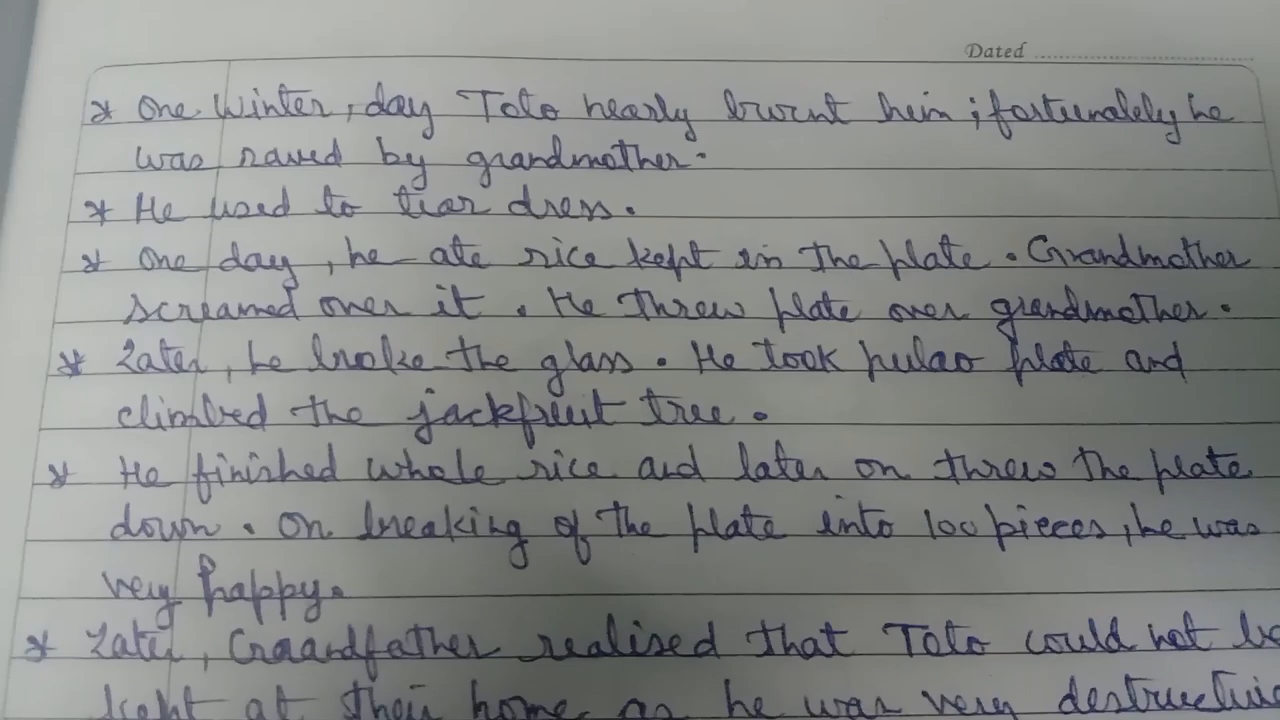 Dated
* One Winter, day Toto nearly burnt him ; fortunately he
was saved by grandmother.
* He used to tear dress.
* One day, he ate rice kept in The plate. Grandmother
screamed over it. He Threw plate over grandmother.
* Later, he broke the glass. He took pulao plate and
climbed the jackfruit tree.
* He finished whole rice and later on threw The plate
down. On breaking of The plate into 100 pieces, he was
very happy.
* Later, Graandfather realised that Toto could not be
kept at Their home as he was very destructive